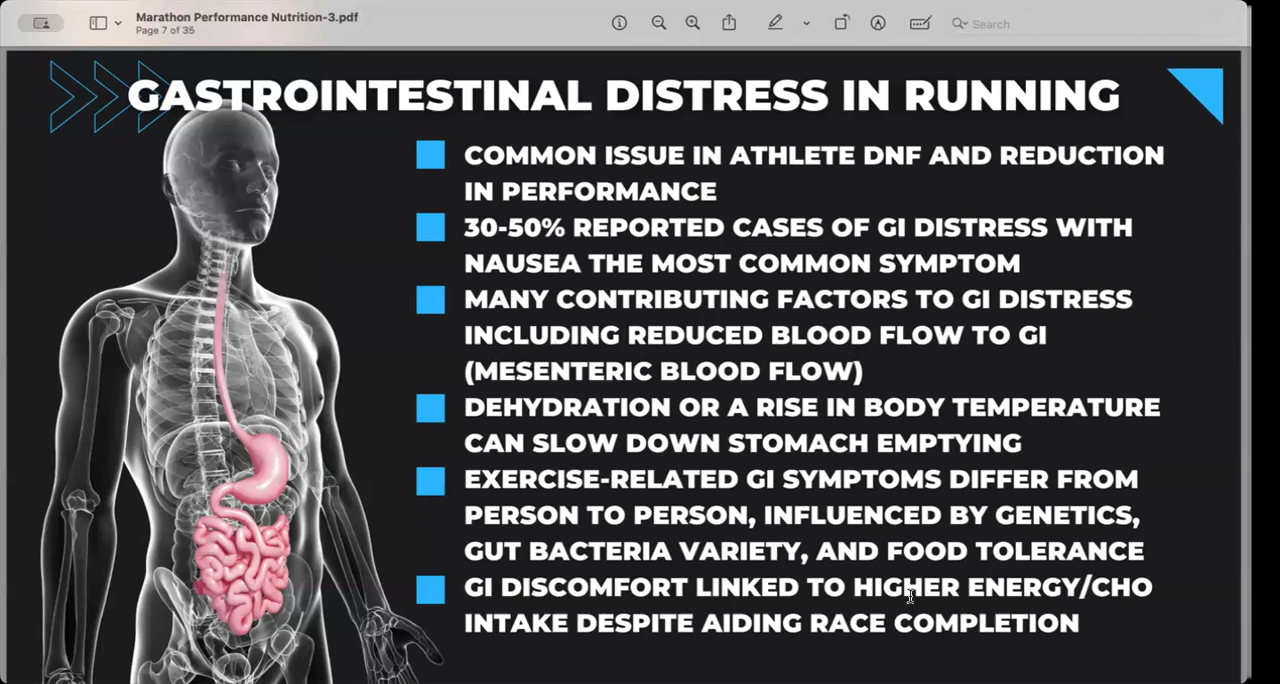 Marathon Performance Nutrition-3.pdf
Page 7 of 35
Search
GASTROINTESTINAL DISTRESS IN RUNNING
COMMON ISSUE IN ATHLETE DNF AND REDUCTION
IN PERFORMANCE
30-50% REPORTED CASES OF GI DISTRESS WITH
NAUSEA THE MOST COMMON SYMPTOM
MANY CONTRIBUTING FACTORS TO GI DISTRESS
INCLUDING REDUCED BLOOD FLOW TO GI
(MESENTERIC BLOOD FLOW)
DEHYDRATION OR A RISE IN BODY TEMPERATURE
CAN SLOW DOWN STOMACH EMPTYING
EXERCISE-RELATED GI SYMPTOMS DIFFER FROM
PERSON TO PERSON, INFLUENCED BY GENETICS,
GUT BACTERIA VARIETY, AND FOOD TOLERANCE
GI DISCOMFORT LINKED TO HIGHER ENERGY/CHO
INTAKE DESPITE AIDING RACE COMPLETION